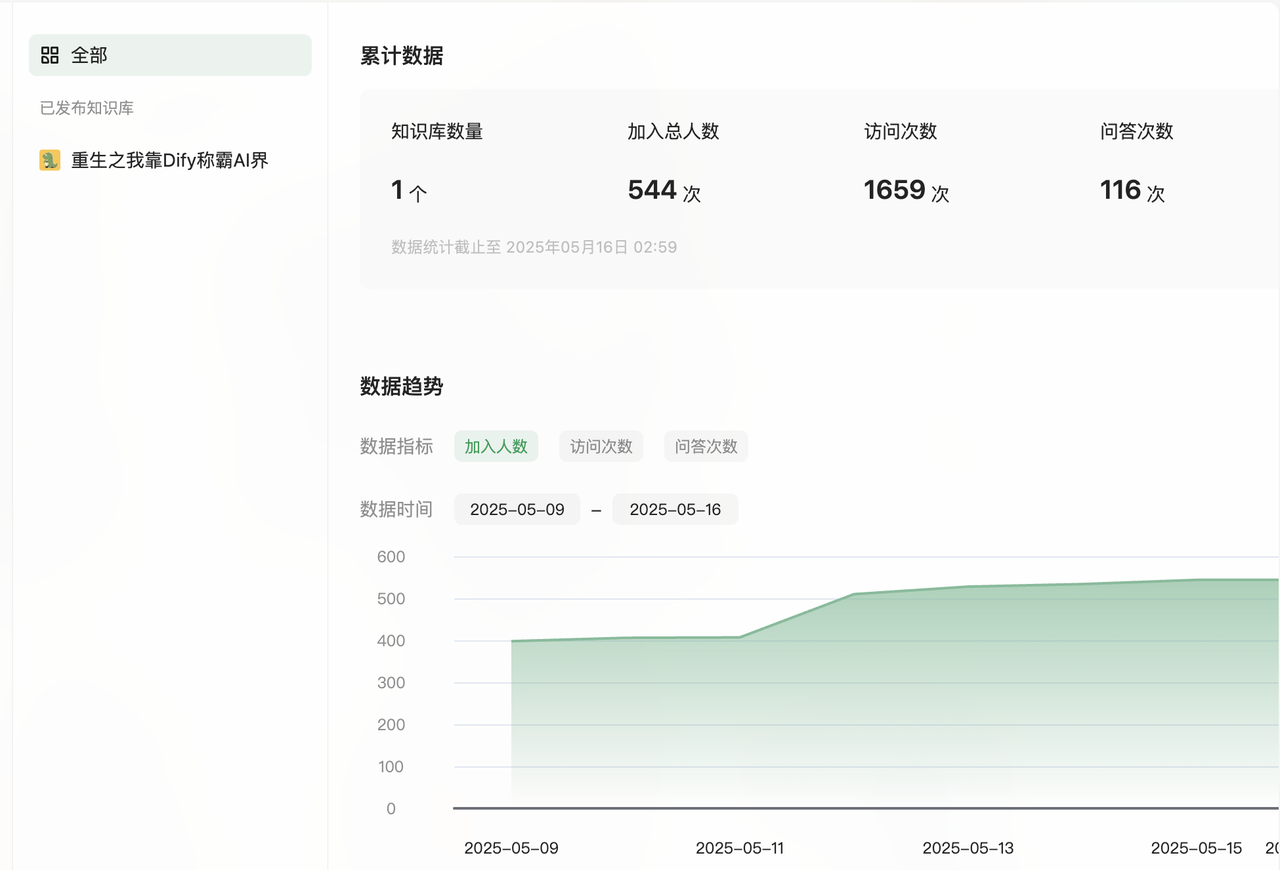 全部
已发布知识库
重生之我靠Dify称霸AI界
累计数据
知识库数量 加入总人数 访问次数 问答次数
1 个 544 次 1659 次 116 次
数据统计截止至 2025年05月16日 02:59
数据趋势
数据指标 加入人数 访问次数 问答次数
数据时间 2025-05-09 – 2025-05-16
600
500
400
300
200
100
0
2025-05-09 2025-05-11 2025-05-13 2025-05-15